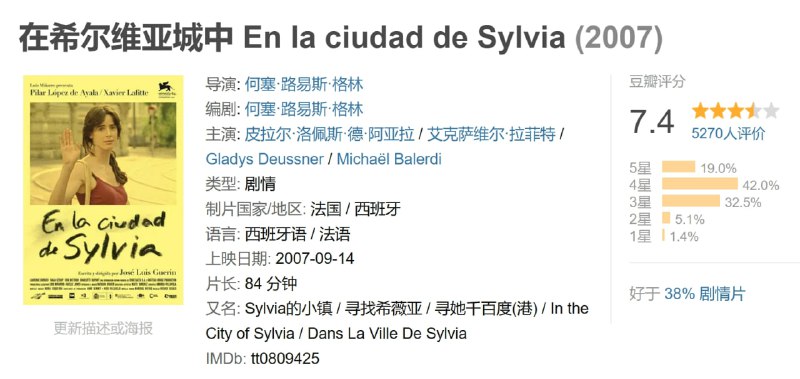 在希尔维亚城中 En la ciudad de Sylvia (2007)
Luis Miñarro presenta
Pilar López de Ayala / Xavier Lafitte
En la ciudad
de Sylvia
Escrita y dirigida por José Luis Guerin
更新描述或海报
导演: 何塞·路易斯·格林
编剧: 何塞·路易斯·格林
主演: 皮拉尔·洛佩斯·德·阿亚拉 / 艾克萨维尔·拉菲特 /
Gladys Deussner / Michaël Balerdi
类型: 剧情
制片国家/地区: 法国 / 西班牙
语言: 西班牙语 / 法语
上映日期: 2007-09-14
片长: 84 分钟
又名: Sylvia的小镇 / 寻找希薇亚 / 寻她千百度(港) / In the
City of Sylvia / Dans La Ville De Sylvia
IMDb: tt0809425
豆瓣评分
7.4
5270人评价
5星 19.0%
4星 42.0%
3星 32.5%
2星 5.1%
1星 1.4%
好于 38% 剧情片